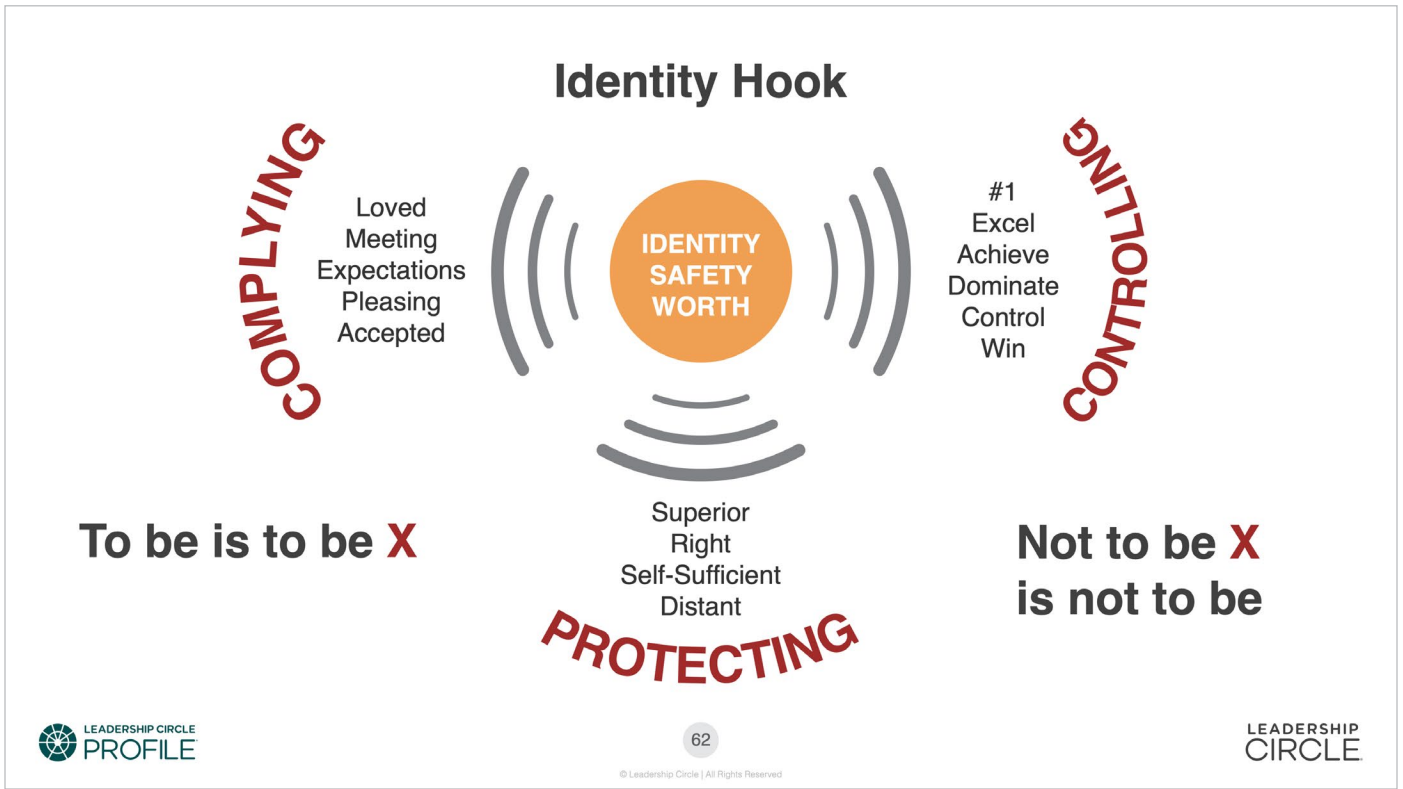 Identity Hook
COMPLYING
Loved
Meeting
Expectations
Pleasing
Accepted
IDENTITY
SAFETY
WORTH
#1
Excel
Achieve
Dominate
Control
Win
CONTROLLING
To be is to be X
Superior
Right
Self-Sufficient
Distant
PROTECTING
Not to be X
is not to be
LEADERSHIP CIRCLE
PROFILE
62
© Leadership Circle | All Rights Reserved
LEADERSHIP
CIRCLE